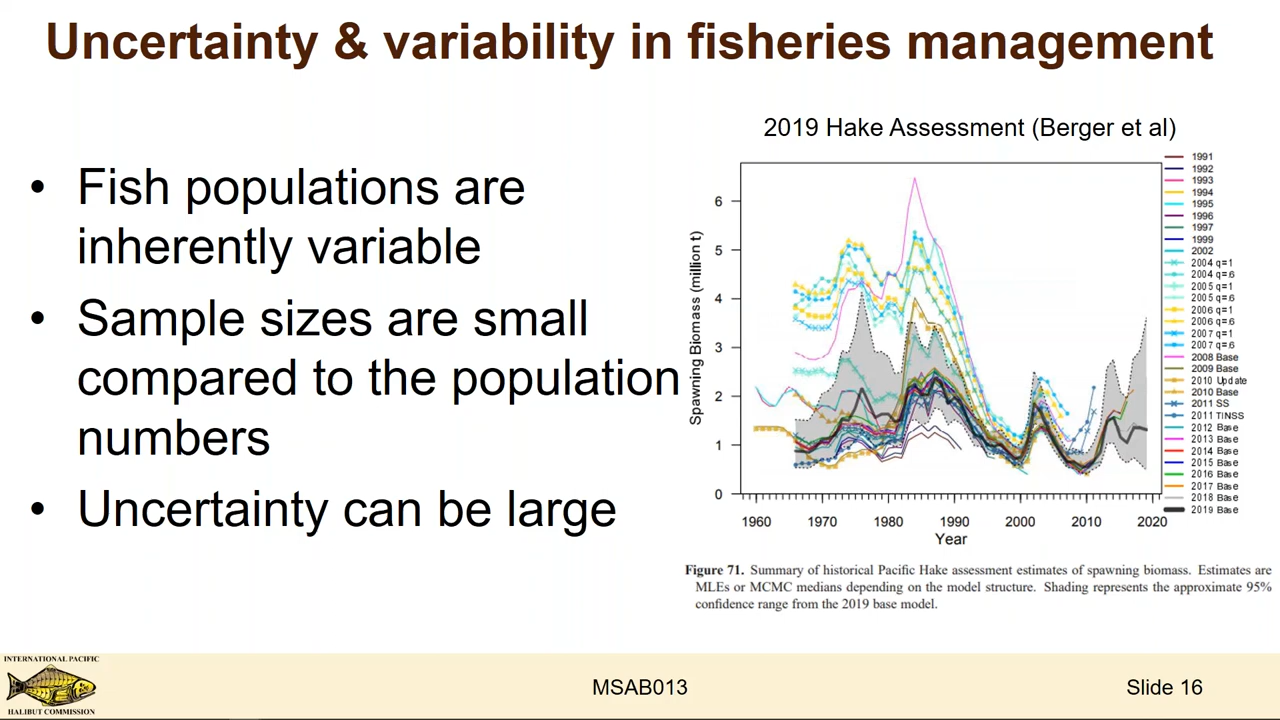 Uncertainty & variability in fisheries management
• Fish populations are
inherently variable
• Sample sizes are small
compared to the population
numbers
• Uncertainty can be large
2019 Hake Assessment (Berger et al)
Spawning Biomass (million t)
6
5
4
3
2
1
0
1960 1970 1980 1990 2000 2010 2020
Year
1991
1992
1993
1994
1995
1996
1997
1999
2002
2004 q=1
2004 q=.6
2005 q=1
2005 q=.6
2006 q=1
2006 q=.6
2007 q=1
2007 q=.6
2008 Base
2009 Base
2010 Update
2010 Base
2011 SS
2011 TINSS
2012 Base
2013 Base
2014 Base
2015 Base
2016 Base
2017 Base
2018 Base
2019 Base
Figure 71. Summary of historical Pacific Hake assessment estimates of spawning biomass. Estimates are
MLEs or MCMC medians depending on the model structure. Shading represents the approximate 95%
confidence range from the 2019 base model.
INTERNATIONAL PACIFIC
HALIBUT COMMISSION
MSAB013
Slide 16